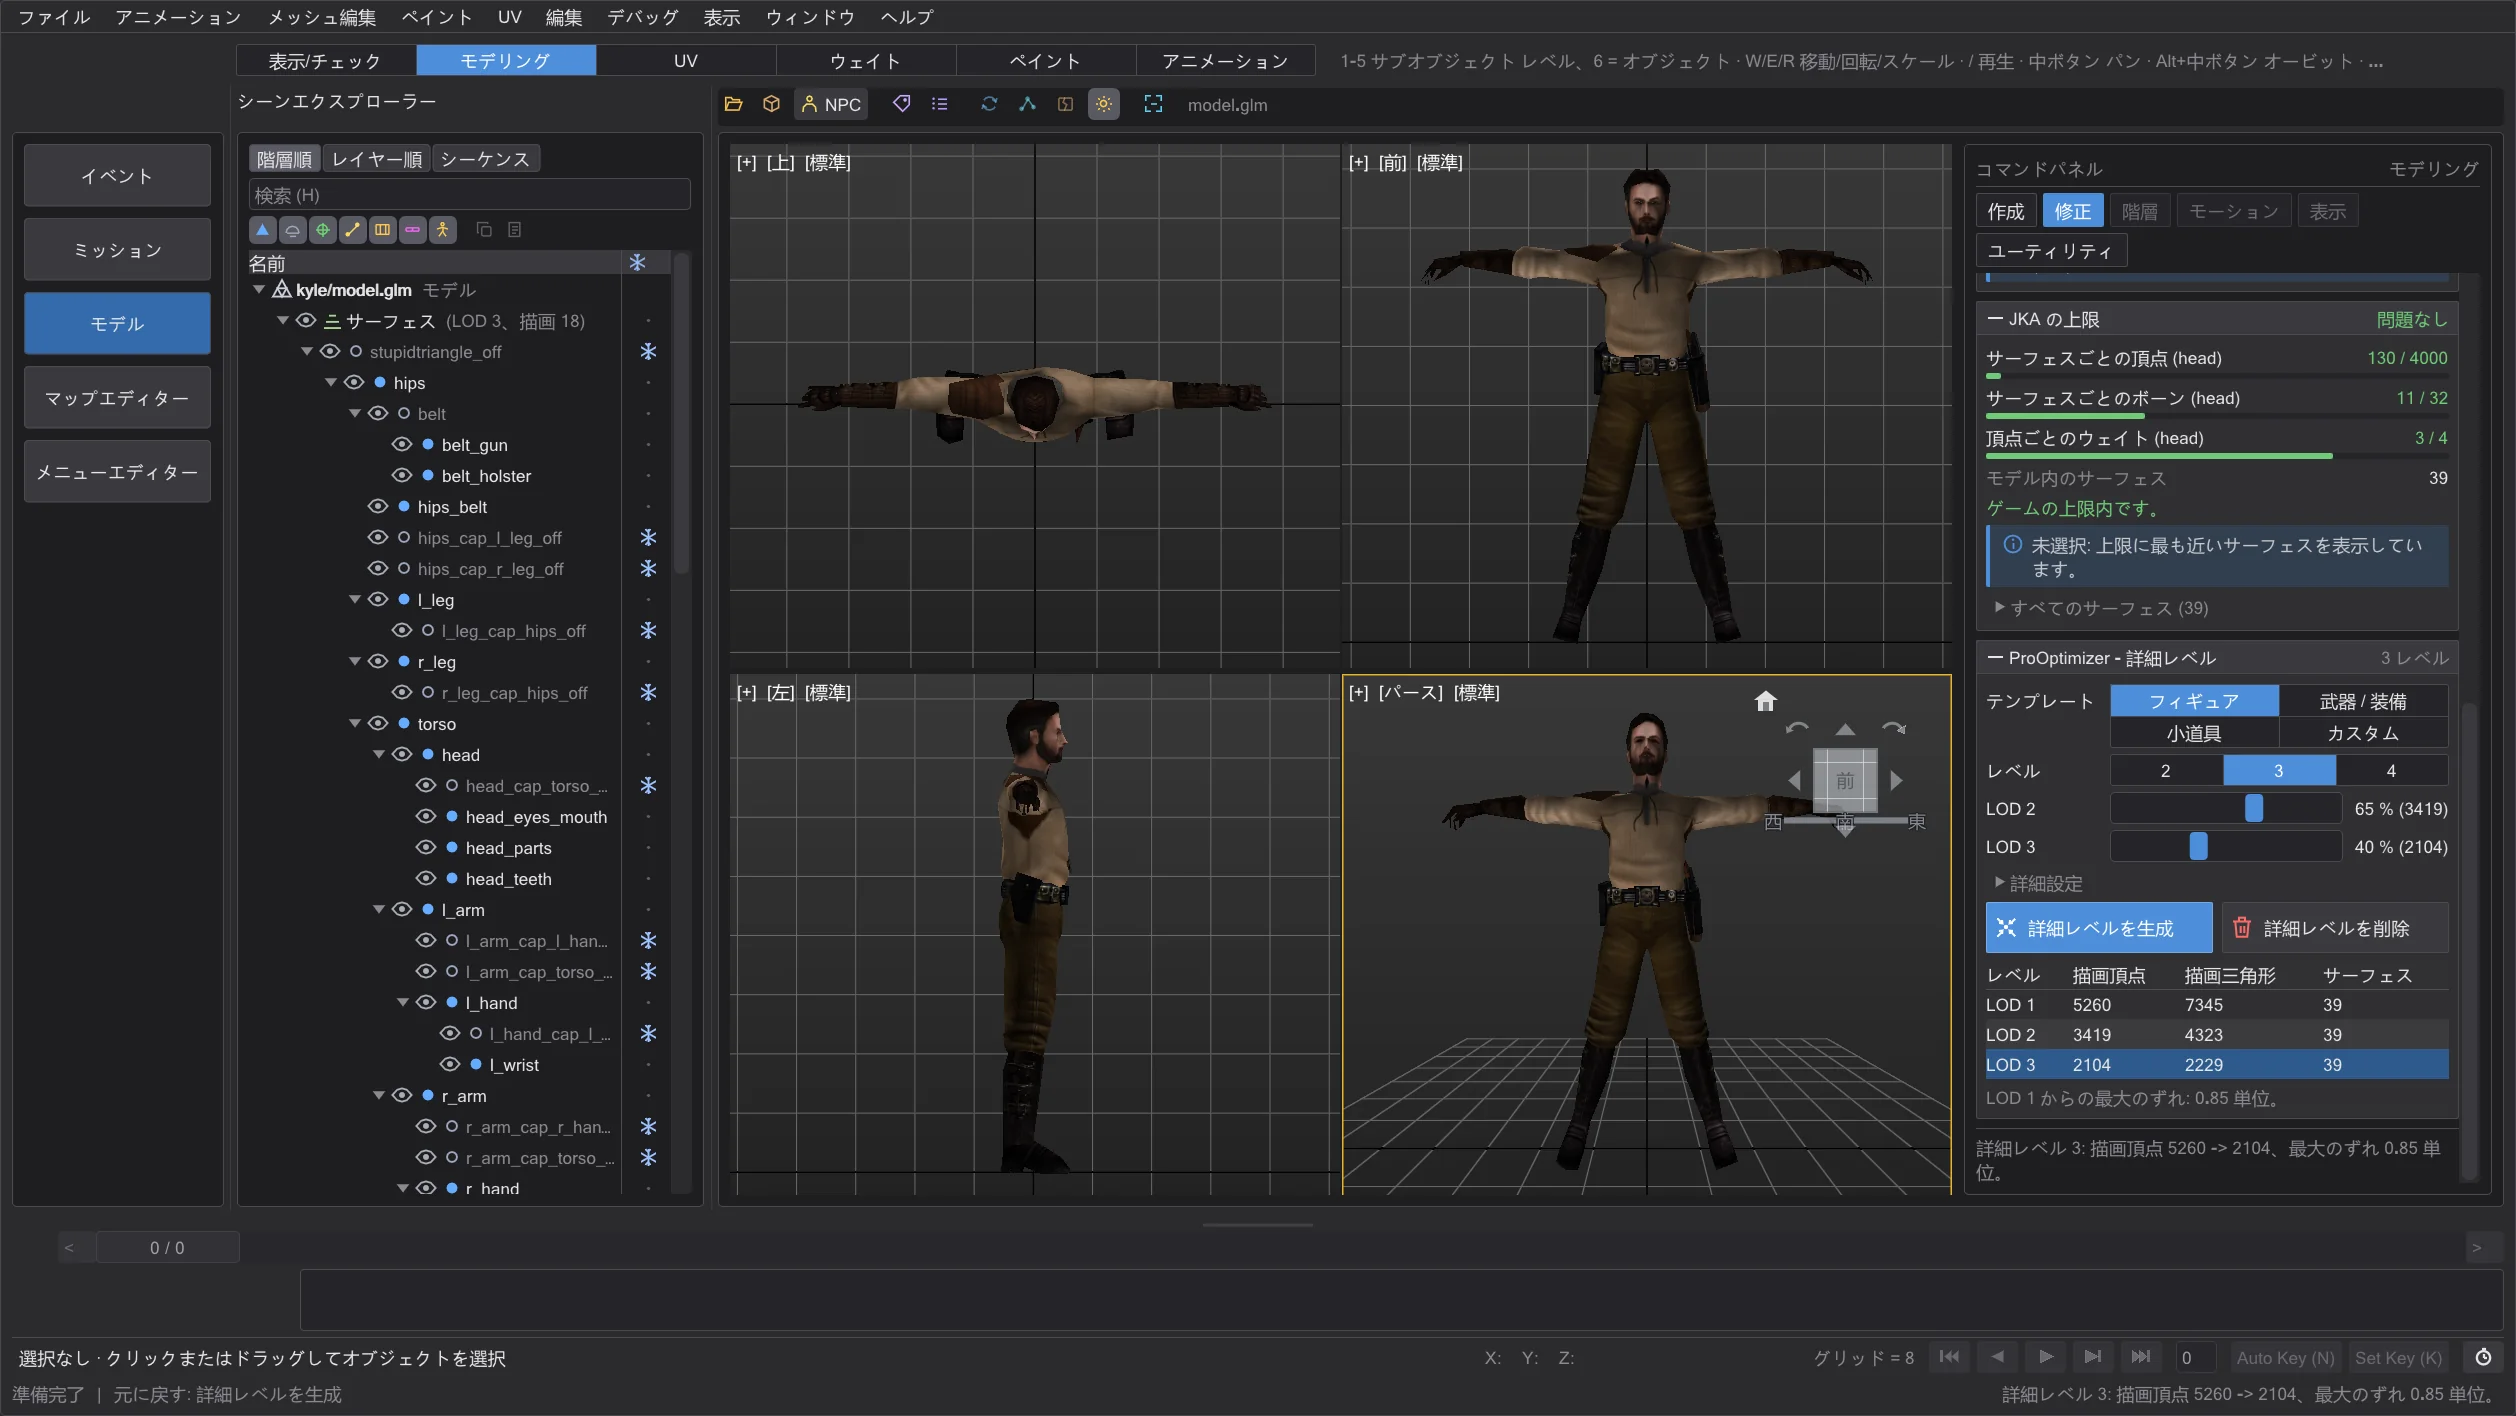 ファイル アニメーション メッシュ編集 ペイント UV 編集 デバッグ 表示 ウィンドウ ヘルプ
表示/チェック モデリング UV ウェイト ペイント アニメーション 1-5 サブオブジェクト レベル、6 = オブジェクト · W/E/R 移動/回転/スケール · / 再生 · 中ボタン パン · Alt+中ボタン オービット · ...
シーンエクスプローラー
NPC model.glm
イベント
ミッション
モデル
マップエディター
メニューエディター
階層順 レイヤー順 シーケンス
検索 (H)
名前
kyle/model.glm モデル
サーフェス (LOD 3、描画 18)
stupidtriangle_off
hips
belt
belt_gun
belt_holster
hips_belt
hips_cap_l_leg_off
hips_cap_r_leg_off
l_leg
l_leg_cap_hips_off
r_leg
r_leg_cap_hips_off
torso
head
head_cap_torso_...
head_eyes_mouth
head_parts
head_teeth
l_arm
l_arm_cap_l_han...
l_arm_cap_torso_...
l_hand
l_hand_cap_l_...
l_wrist
r_arm
r_arm_cap_r_han...
r_arm_cap_torso_...
r_hand
[+] [上] [標準]
[+] [前] [標準]
[+] [左] [標準]
[+] [パース] [標準]
前
西 南 東
コマンドパネル モデリング
作成 修正 階層 モーション 表示
ユーティリティ
JKA の上限 問題なし
サーフェスごとの頂点 (head) 130 / 4000
サーフェスごとのボーン (head) 11 / 32
頂点ごとのウェイト (head) 3 / 4
モデル内のサーフェス 39
ゲームの上限内です。
未選択: 上限に最も近いサーフェスを表示してい
ます。
すべてのサーフェス (39)
ProOptimizer - 詳細レベル 3 レベル
テンプレート フィギュア 武器 / 装備
小道具 カスタム
レベル 2 3 4
LOD 2 65 % (3419)
LOD 3 40 % (2104)
詳細設定
詳細レベルを生成 詳細レベルを削除
レベル 描画頂点 描画三角形 サーフェス
LOD 1 5260 7345 39
LOD 2 3419 4323 39
LOD 3 2104 2229 39
LOD 1 からの最大のずれ: 0.85 単位。
詳細レベル 3: 描画頂点 5260 -> 2104、最大のずれ 0.85 単
位。
< 0 / 0 >
選択なし · クリックまたはドラッグしてオブジェクトを選択 X: Y: Z: グリッド = 8 0 Auto Key (N) Set Key (K)
準備完了 | 元に戻す: 詳細レベルを生成 詳細レベル 3: 描画頂点 5260 -> 2104、最大のずれ 0.85 単位。